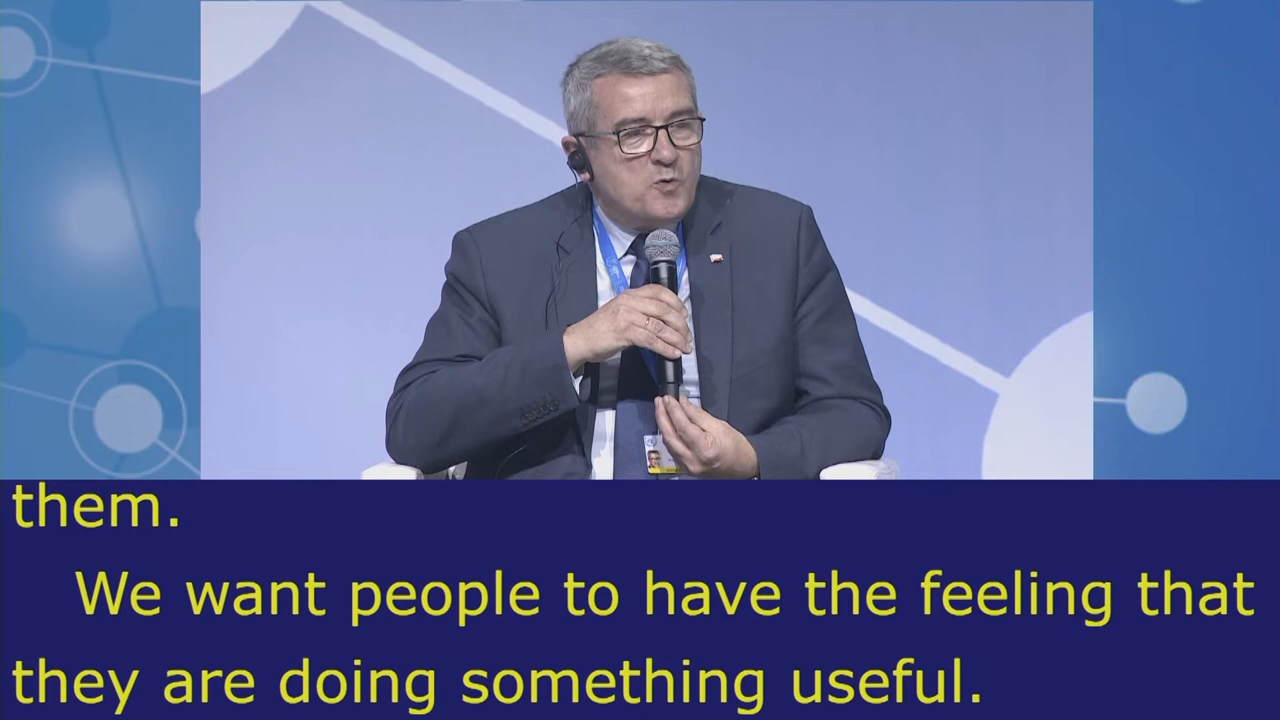 them.
We want people to have the feeling that
they are doing something useful.